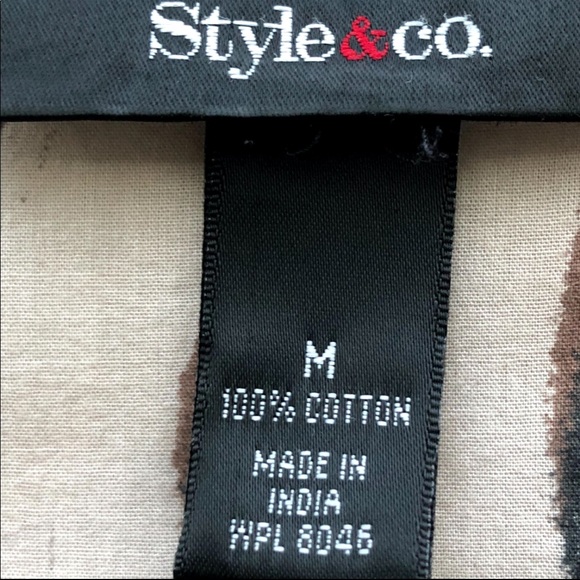 Style&co.
M
100% COTTON
MADE IN
INDIA
WPL 8046